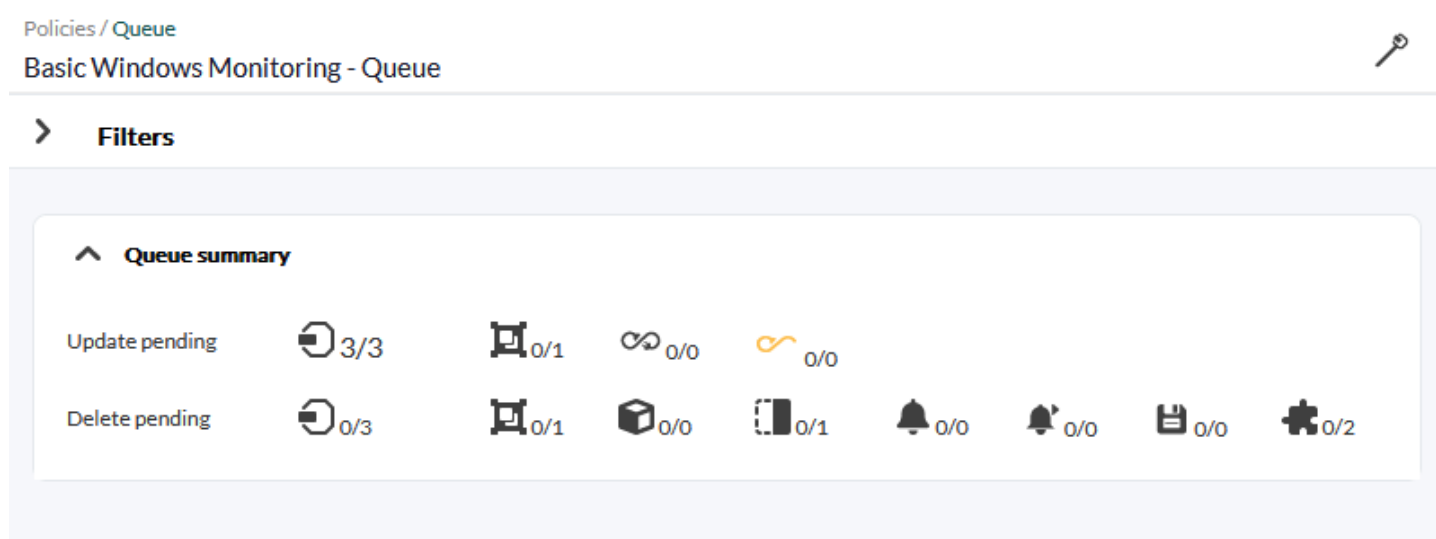 Policies / Queue
Basic Windows Monitoring - Queue
Filters
Queue summary
Update pending 3/3 0/1 0/0 0/0
Delete pending 0/3 0/1 0/0 0/1 0/0 0/0 0/0 0/2